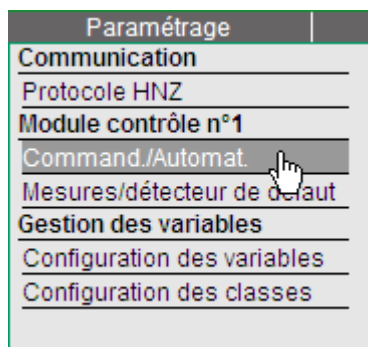 Paramétrage
Communication
Protocole HNZ
Module contrôle n°1
Command./Automat.
Mesures/détecteur de défaut
Gestion des variables
Configuration des variables
Configuration des classes